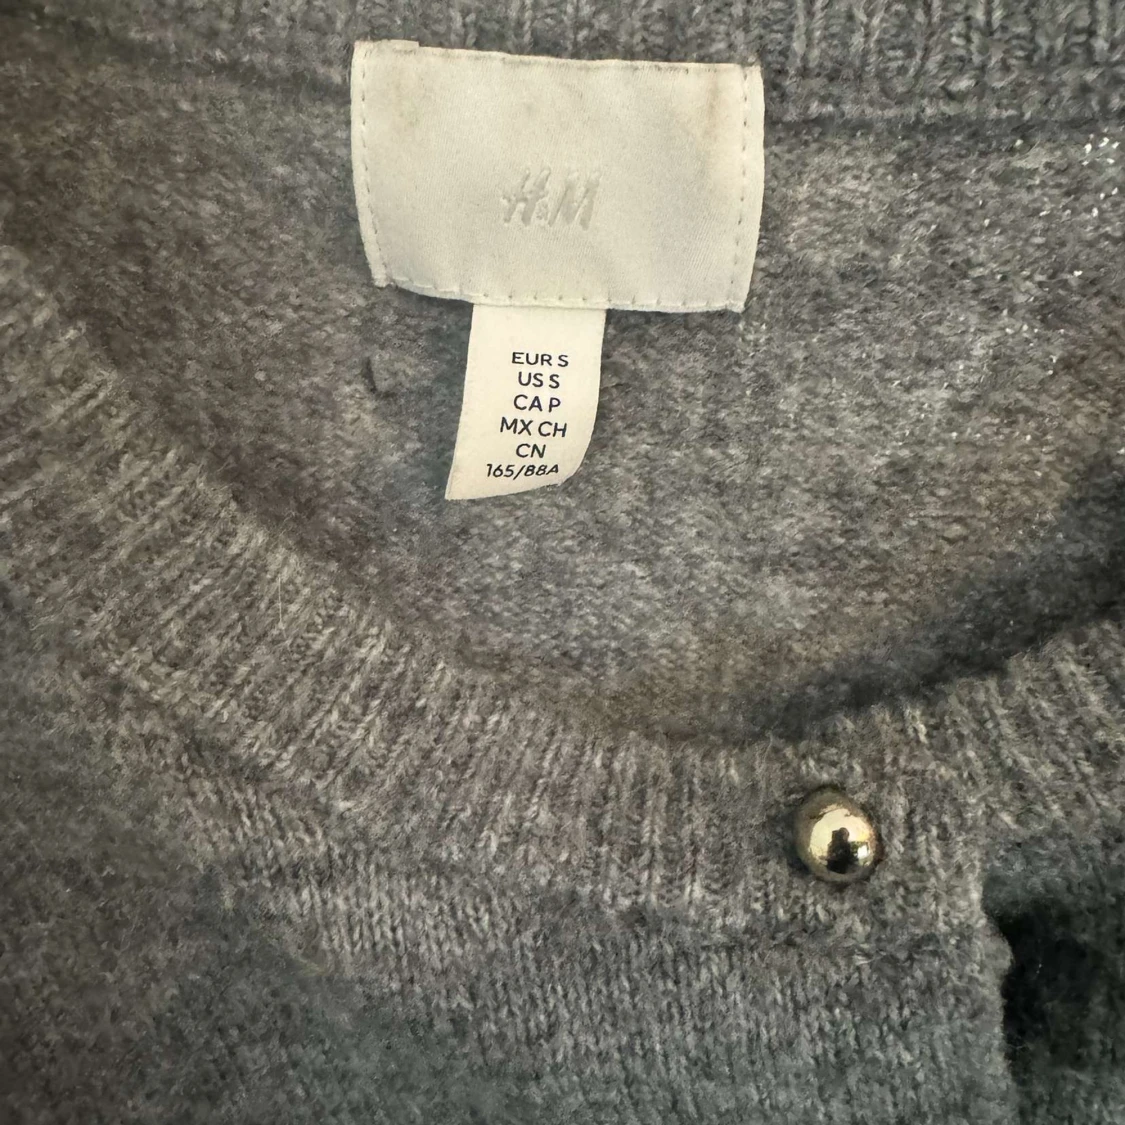 H&M
EUR S
US S
CA P
MX CH
CN
165/88A